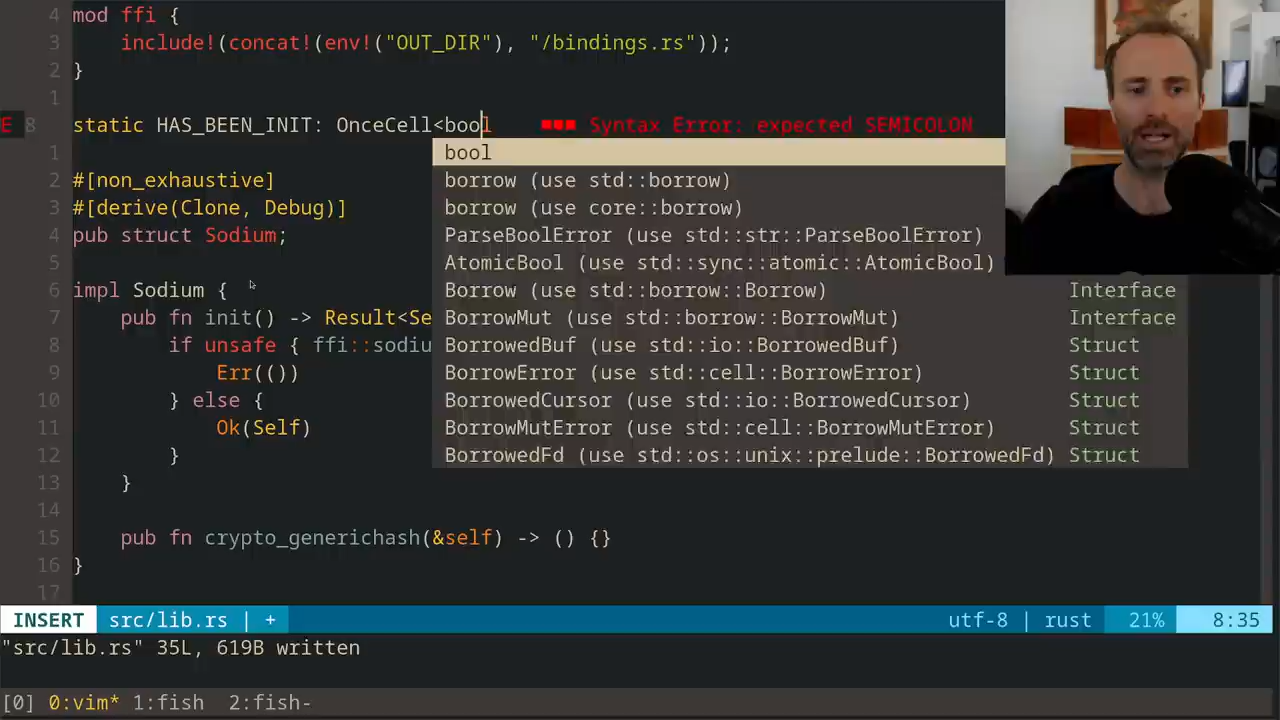 4 mod ffi {
3     include!(concat!(env!("OUT_DIR"), "/bindings.rs"));
2 }
1
E 8 static HAS_BEEN_INIT: OnceCell<bool    ■■■ Syntax Error: expected SEMICOLON
1 bool
2 #[non_exhaustive] borrow (use std::borrow)
3 #[derive(Clone, Debug)] borrow (use core::borrow)
4 pub struct Sodium; ParseBoolError (use std::str::ParseBoolError)
5 AtomicBool (use std::sync::atomic::AtomicBool)
6 impl Sodium { Borrow (use std::borrow::Borrow) Interface
7     pub fn init() -> Result<Se BorrowMut (use std::borrow::BorrowMut) Interface
8         if unsafe { ffi::sodiu BorrowedBuf (use std::io::BorrowedBuf) Struct
9             Err(()) BorrowError (use std::cell::BorrowError) Struct
10         } else { BorrowedCursor (use std::io::BorrowedCursor) Struct
11             Ok(Self) BorrowMutError (use std::cell::BorrowMutError) Struct
12         } BorrowedFd (use std::os::unix::prelude::BorrowedFd) Struct
13     }
14
15     pub fn crypto_generichash(&self) -> () {}
16 }
17
INSERT src/lib.rs | + utf-8 | rust 21% 8:35
"src/lib.rs" 35L, 619B written
[0] 0:vim* 1:fish  2:fish-